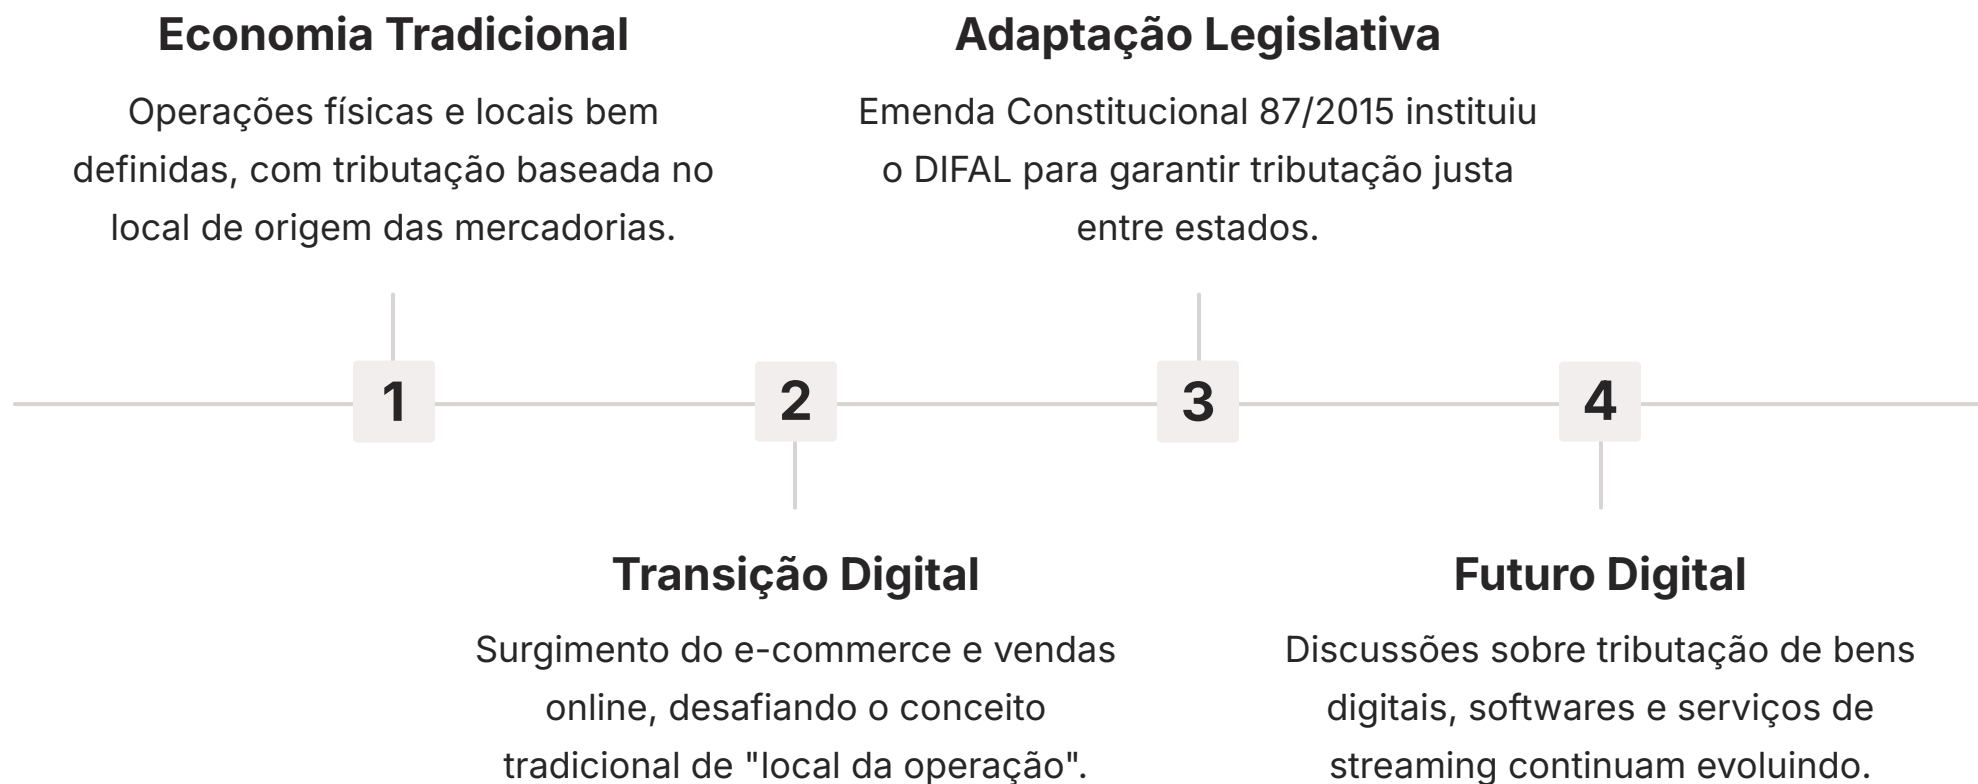 Economia Tradicional
Operações físicas e locais bem
definidas, com tributação baseada no
local de origem das mercadorias.
Adaptação Legislativa
Emenda Constitucional 87/2015 instituiu
o DIFAL para garantir tributação justa
entre estados.
1
2
3
4
Transição Digital
Surgimento do e-commerce e vendas
online, desafiando o conceito
tradicional de "local da operação".
Futuro Digital
Discussões sobre tributação de bens
digitais, softwares e serviços de
streaming continuam evoluindo.